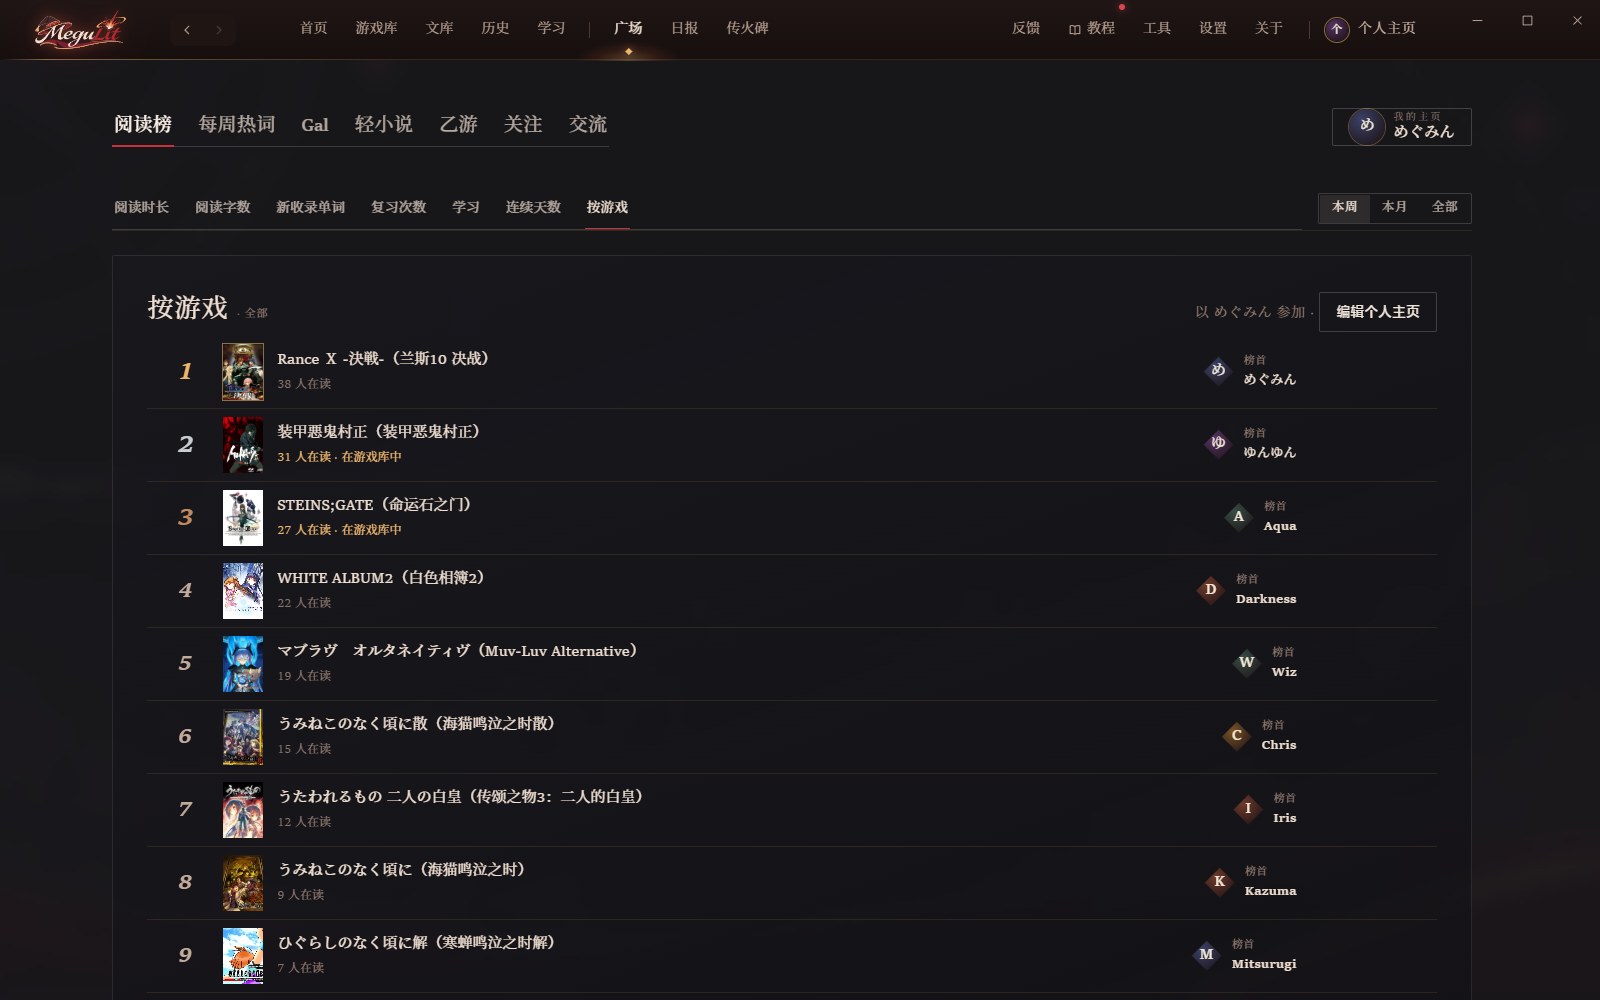 MeguLit
首页 游戏库 文库 历史 学习 广场 日报 传火碑 反馈 教程 工具 设置 关于 个 个人主页
阅读榜 每周热词 Gal 轻小说 乙游 关注 交流
め 我的主页
めぐみん
阅读时长 阅读字数 新收录单词 复习次数 学习 连续天数 按游戏 本周 本月 全部
按游戏 · 全部
以 めぐみん 参加 · 编辑个人主页
1 Rance X -決戦-（兰斯10 决战）
38 人在读
め 榜首
めぐみん
2 装甲悪鬼村正（装甲恶鬼村正）
31 人在读 · 在游戏库中
ゆ 榜首
ゆんゆん
3 STEINS;GATE（命运石之门）
27 人在读 · 在游戏库中
A 榜首
Aqua
4 WHITE ALBUM2（白色相簿2）
22 人在读
D 榜首
Darkness
5 マブラヴ　オルタネイティヴ（Muv-Luv Alternative）
19 人在读
W 榜首
Wiz
6 うみねこのなく頃に散（海猫鸣泣之时散）
15 人在读
C 榜首
Chris
7 うたわれるもの 二人の白皇（传颂之物3：二人的白皇）
12 人在读
I 榜首
Iris
8 うみねこのなく頃に（海猫鸣泣之时）
9 人在读
K 榜首
Kazuma
9 ひぐらしのなく頃に解（寒蝉鸣泣之时解）
7 人在读
M 榜首
Mitsurugi